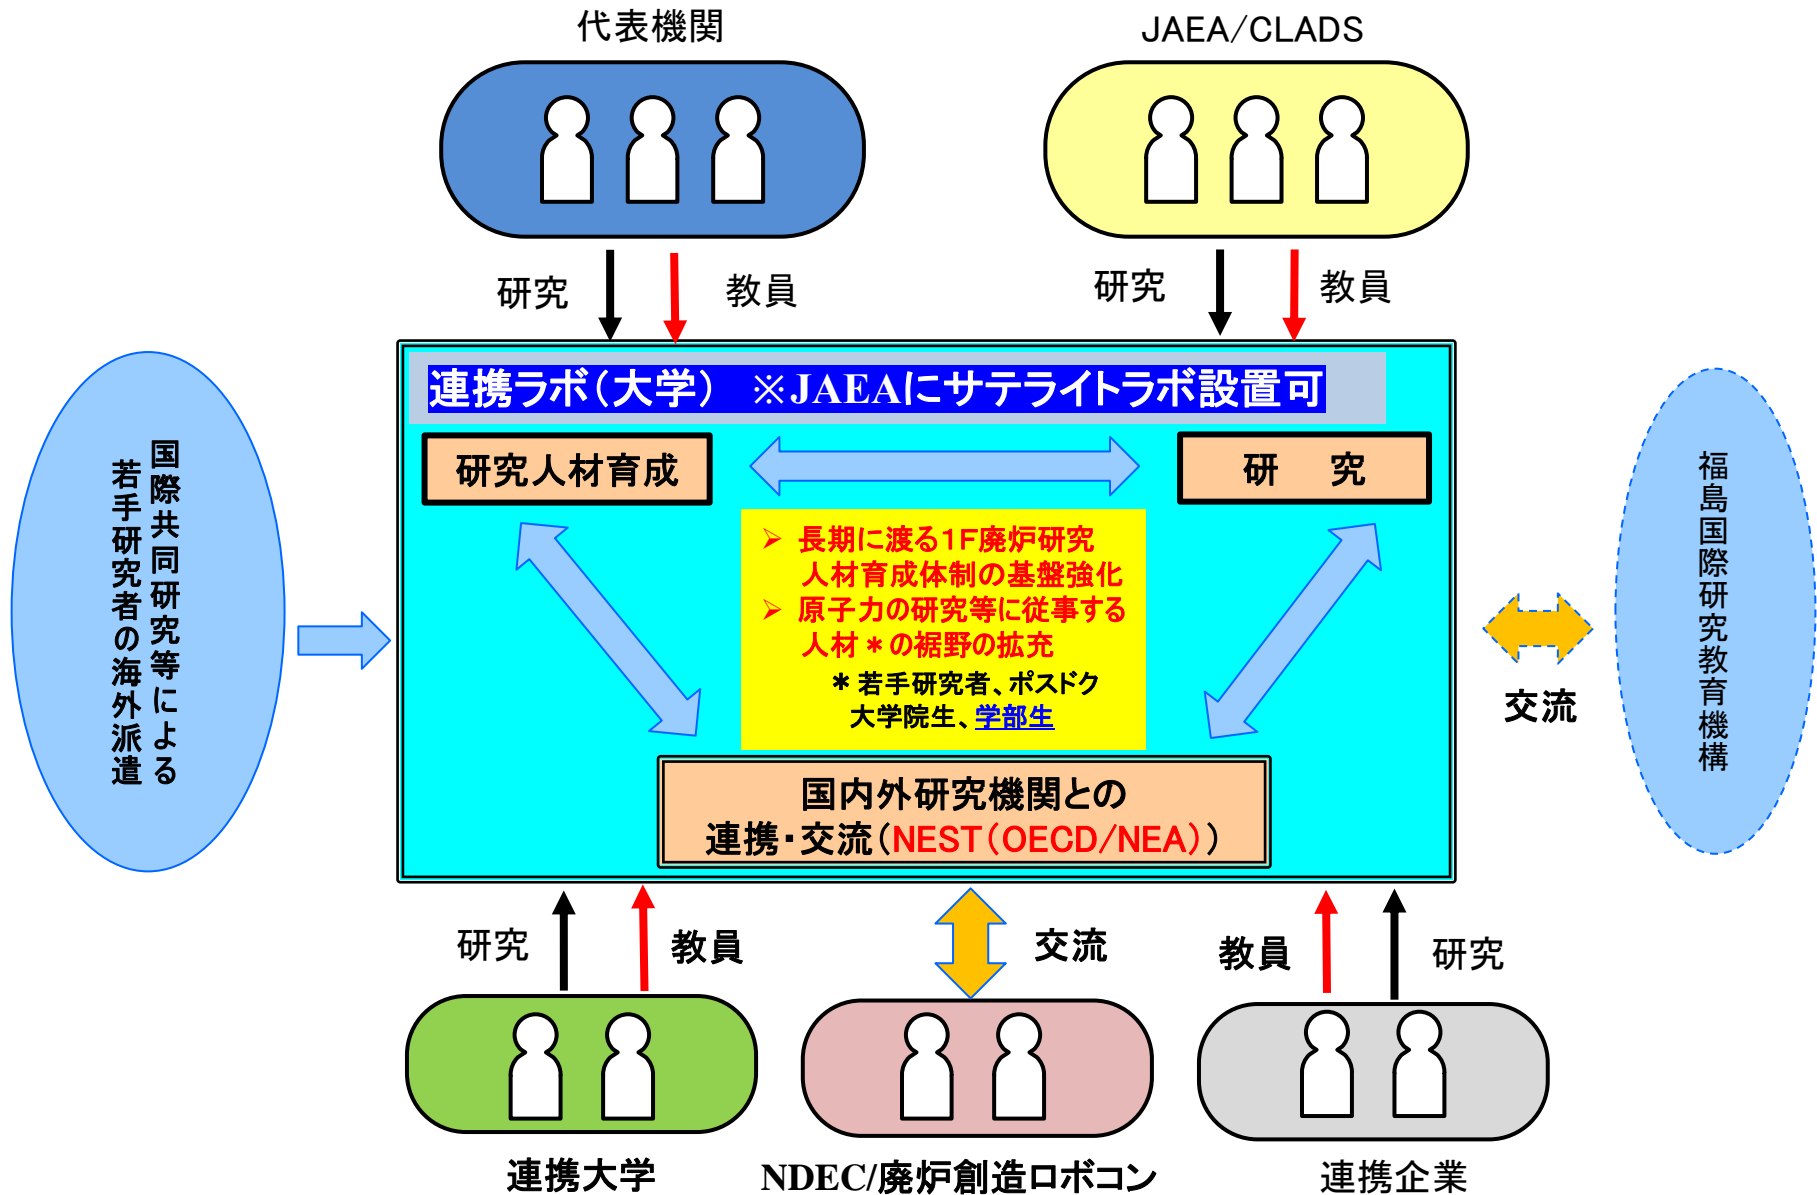 代表機関
JAEA/CLADS
研究
教員
研究
教員
連携ラボ（大学）　※JAEAにサテライトラボ設置可
研究人材育成
研　究
➢ 長期に渡る１Ｆ廃炉研究
人材育成体制の基盤強化
➢ 原子力の研究等に従事する
人材＊の裾野の拡充
＊若手研究者、ポスドク
大学院生、学部生
国内外研究機関との
連携・交流（NEST（OECD/NEA））
国際共同研究等による
若手研究者の海外派遣
福島国際研究教育機構
交流
研究
教員
交流
教員
研究
連携大学
NDEC/廃炉創造ロボコン
連携企業